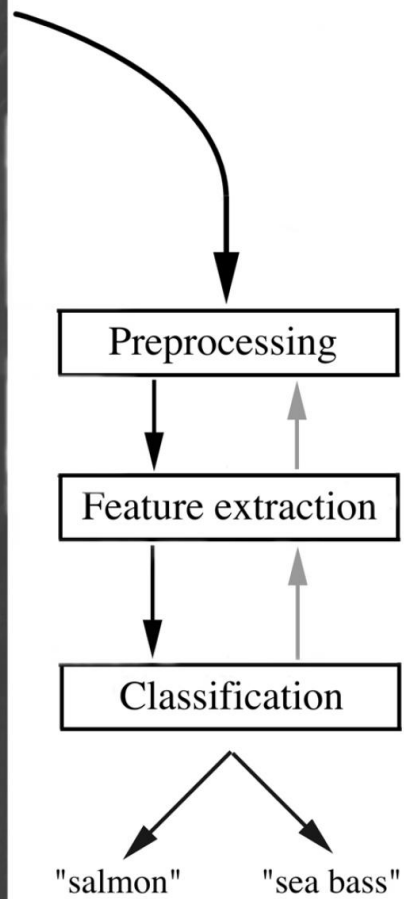 Preprocessing
Feature extraction
Classification
"salmon"
"sea bass"